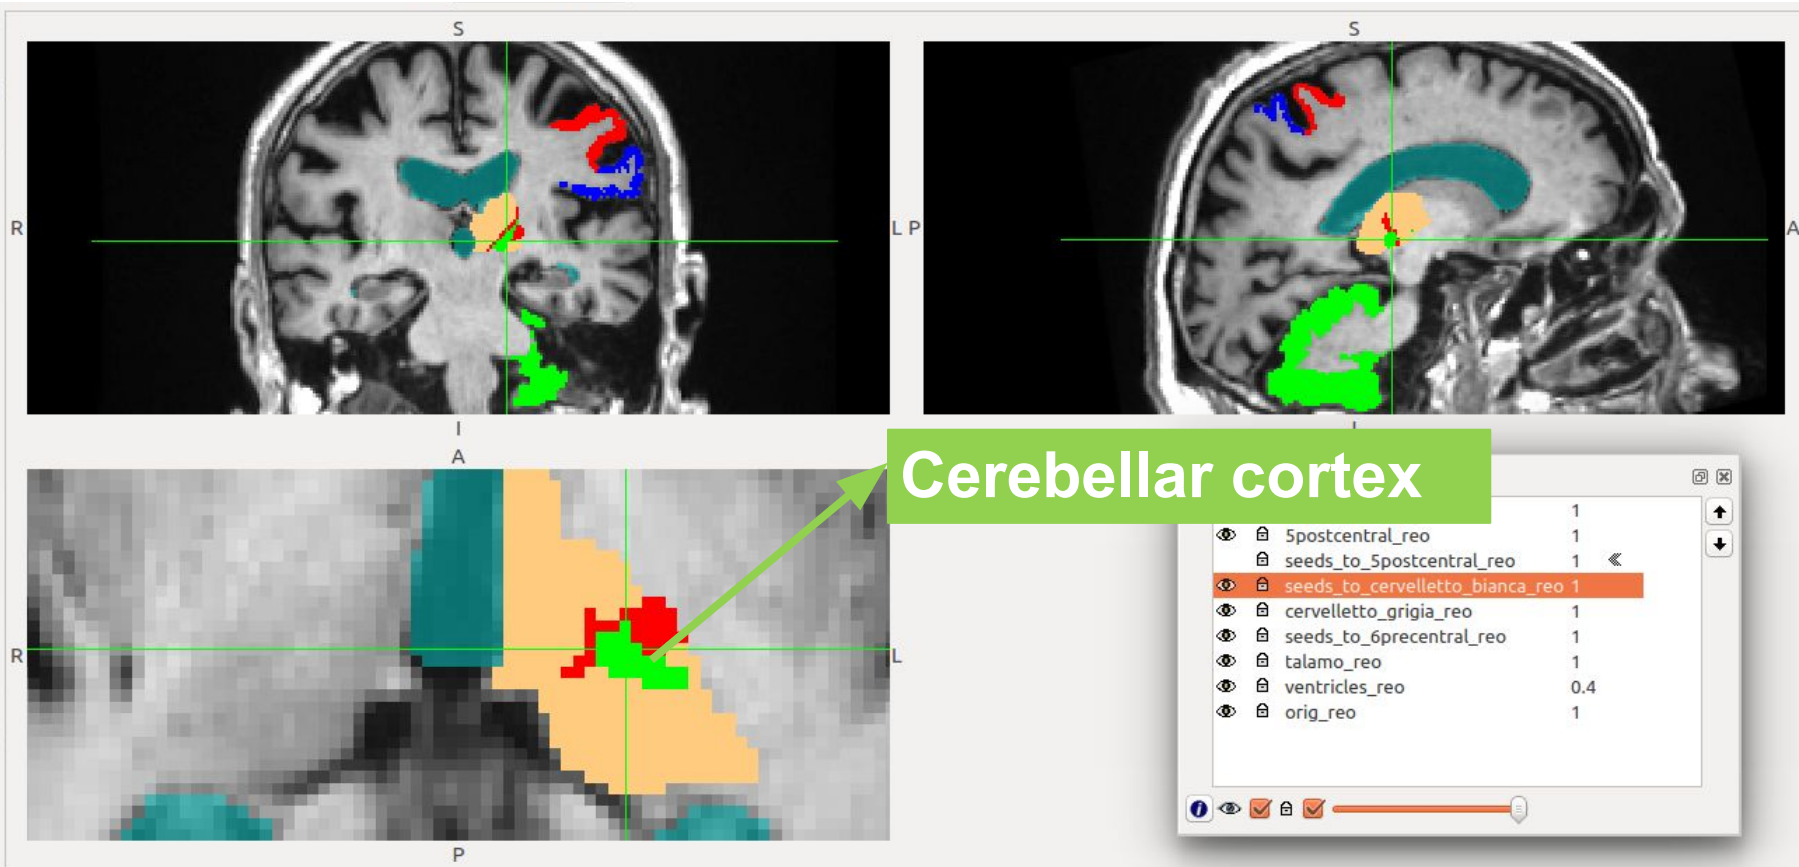 S
S
R
L
P
A
I
I
A
Cerebellar cortex
1
5postcentral_reo 1
seeds_to_5postcentral_reo 1
seeds_to_cervelletto_bianca_reo 1
cervelletto_grigia_reo 1
seeds_to_6precentral_reo 1
R
L
talamo_reo 1
ventricles_reo 0.4
orig_reo 1
P